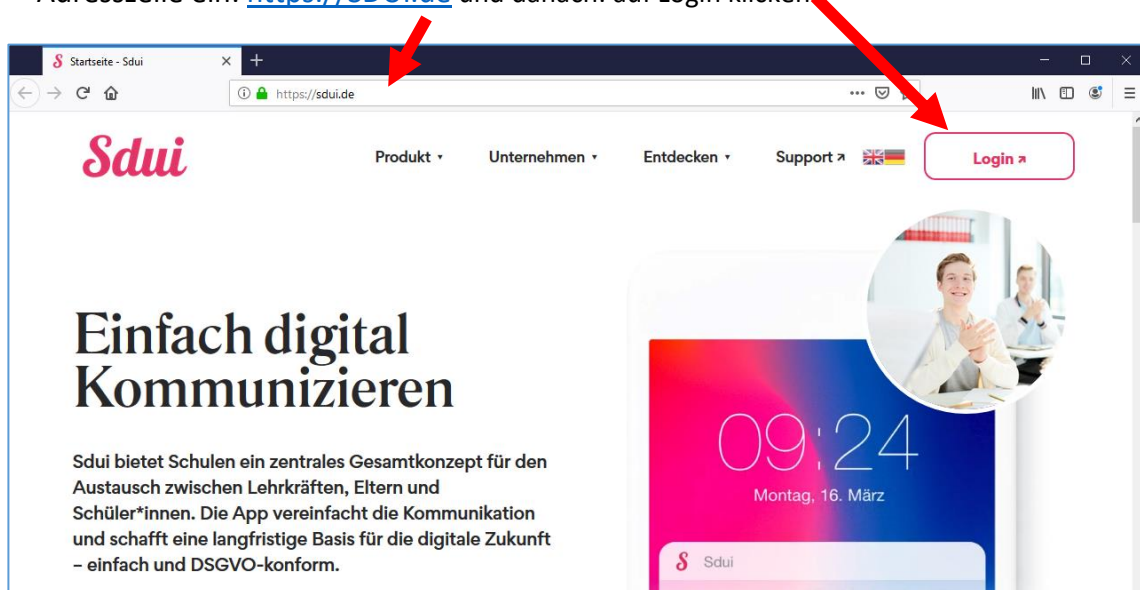 Adresszeile ein: https://SDUI.de und danach: auf Login klicken
Startseite - Sdui
https://sdui.de
Sdui
Produkt
Unternehmen
Entdecken
Support
Login
Einfach digital
Kommunizieren
Sdui bietet Schulen ein zentrales Gesamtkonzept für den
Austausch zwischen Lehrkräften, Eltern und
Schüler*innen. Die App vereinfacht die Kommunikation
und schafft eine langfristige Basis für die digitale Zukunft
– einfach und DSGVO-konform.
09:24
Montag, 16. März
Sdui